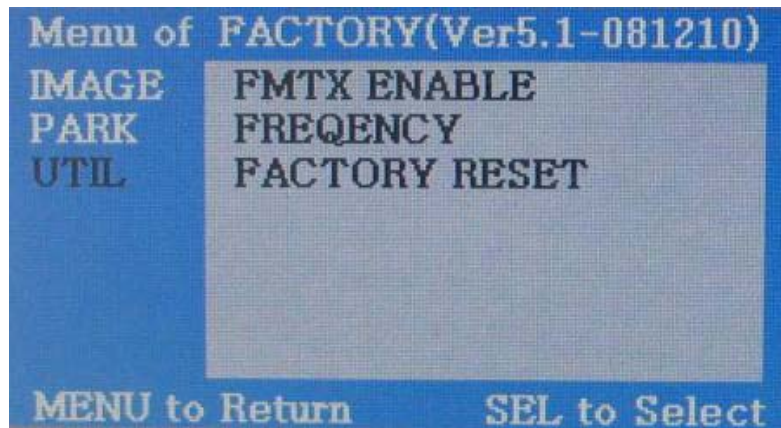 Menu of FACTORY(Ver5.1-081210)
IMAGE FMTX ENABLE
PARK FREQENCY
UTIL FACTORY RESET
MENU to Return SEL to Select